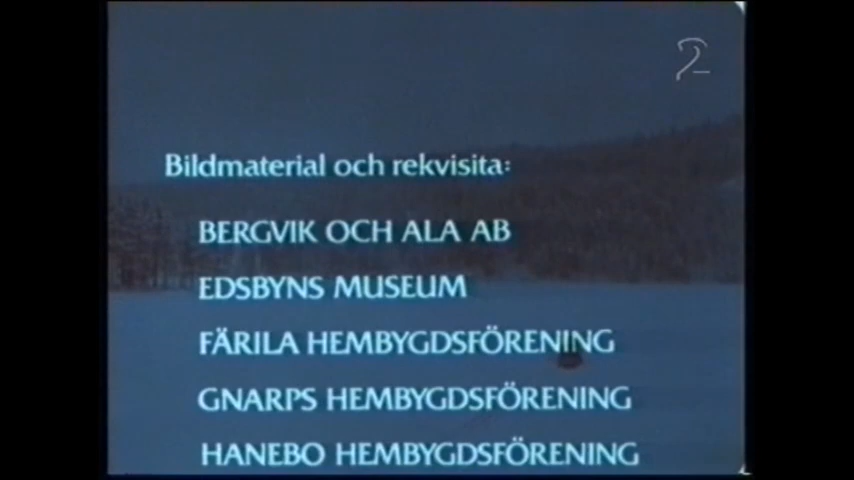 2
Bildmaterial och rekvisita:
BERGVIK OCH ALA AB
EDSBYNS MUSEUM
FÄRILA HEMBYGDSFÖRENING
GNARPS HEMBYGDSFÖRENING
HANEBO HEMBYGDSFÖRENING